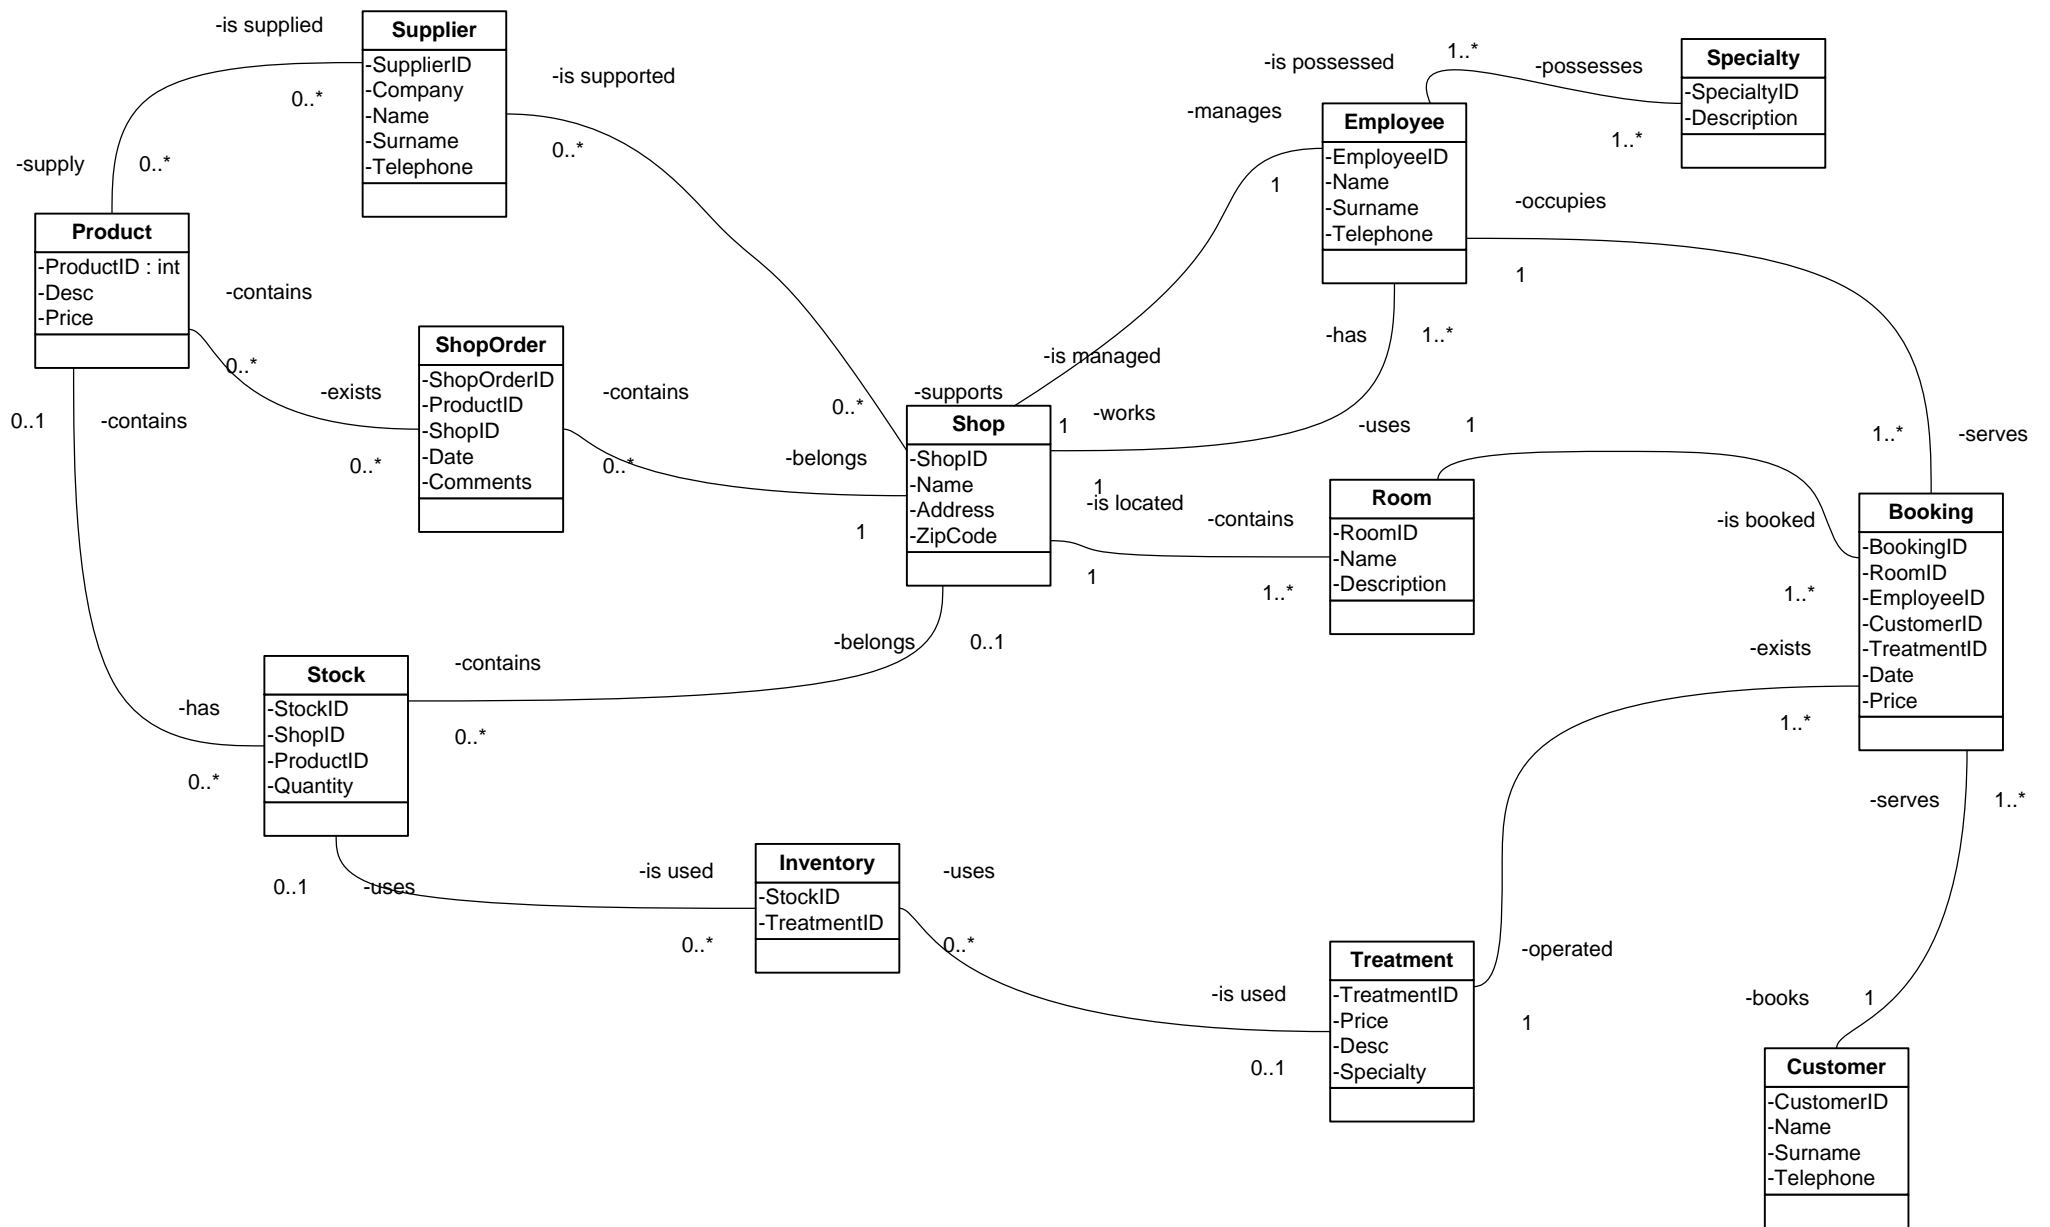 -is supplied
Supplier
-SupplierID
-Company
-Name
-Surname
-Telephone
0..*
-is supported
0..*
-supply
0..*
Product
-ProductID : int
-Desc
-Price
-contains
0..*
-exists
0..*
ShopOrder
-ShopOrderID
-ProductID
-ShopID
-Date
-Comments
-contains
0..*
-belongs
1
0..1
-contains
-has
0..*
-supports
0..*
Shop
-ShopID
-Name
-Address
-ZipCode
-manages
1
-is managed
1
-is possessed
1..*
-possesses
1..*
Specialty
-SpecialtyID
-Description
Employee
-EmployeeID
-Name
-Surname
-Telephone
-occupies
1
-has
1..*
-works
1
-is located
1
-contains
1..*
-uses
1
Room
-RoomID
-Name
-Description
1..*
-serves
-is booked
1..*
Booking
-BookingID
-RoomID
-EmployeeID
-CustomerID
-TreatmentID
-Date
-Price
-exists
1..*
-serves
1..*
-belongs
0..1
-contains
0..*
Stock
-StockID
-ShopID
-ProductID
-Quantity
0..1
-uses
-is used
0..*
Inventory
-StockID
-TreatmentID
-uses
0..*
-is used
0..1
Treatment
-TreatmentID
-Price
-Desc
-Specialty
-operated
1
-books
1
Customer
-CustomerID
-Name
-Surname
-Telephone